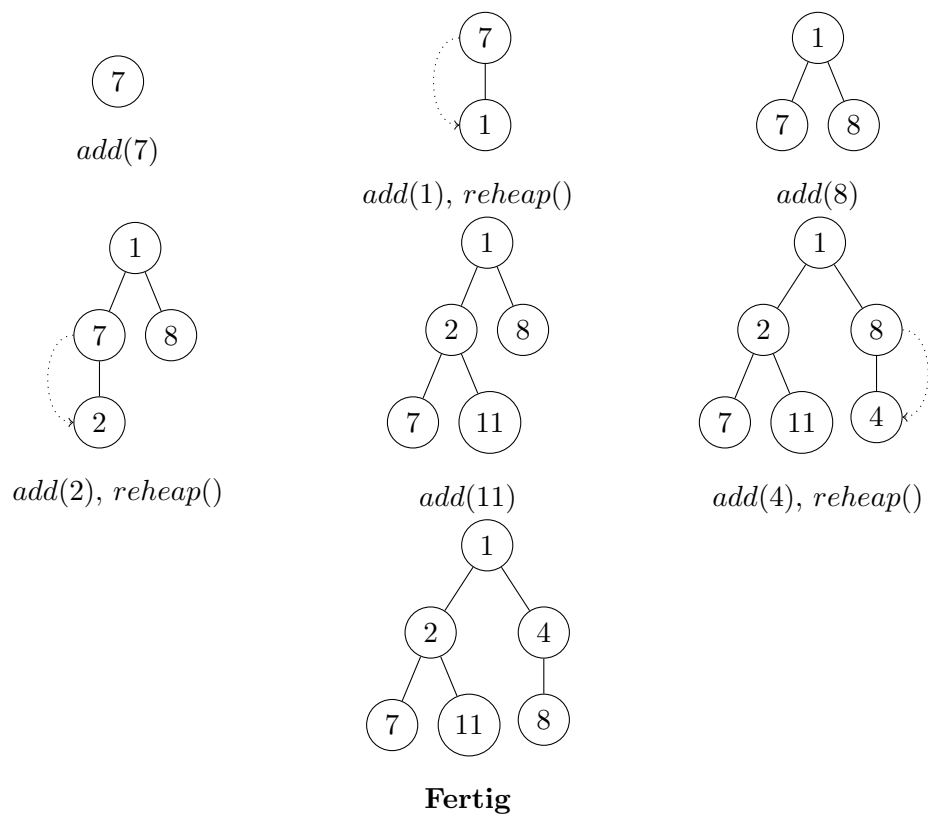 7
add(7)
7
1
add(1), reheap()
1
7 8
add(8)
1
7 8
2
add(2), reheap()
1
2 8
7 11
add(11)
1
2 8
7 11 4
add(4), reheap()
1
2 4
7 11 8
Fertig